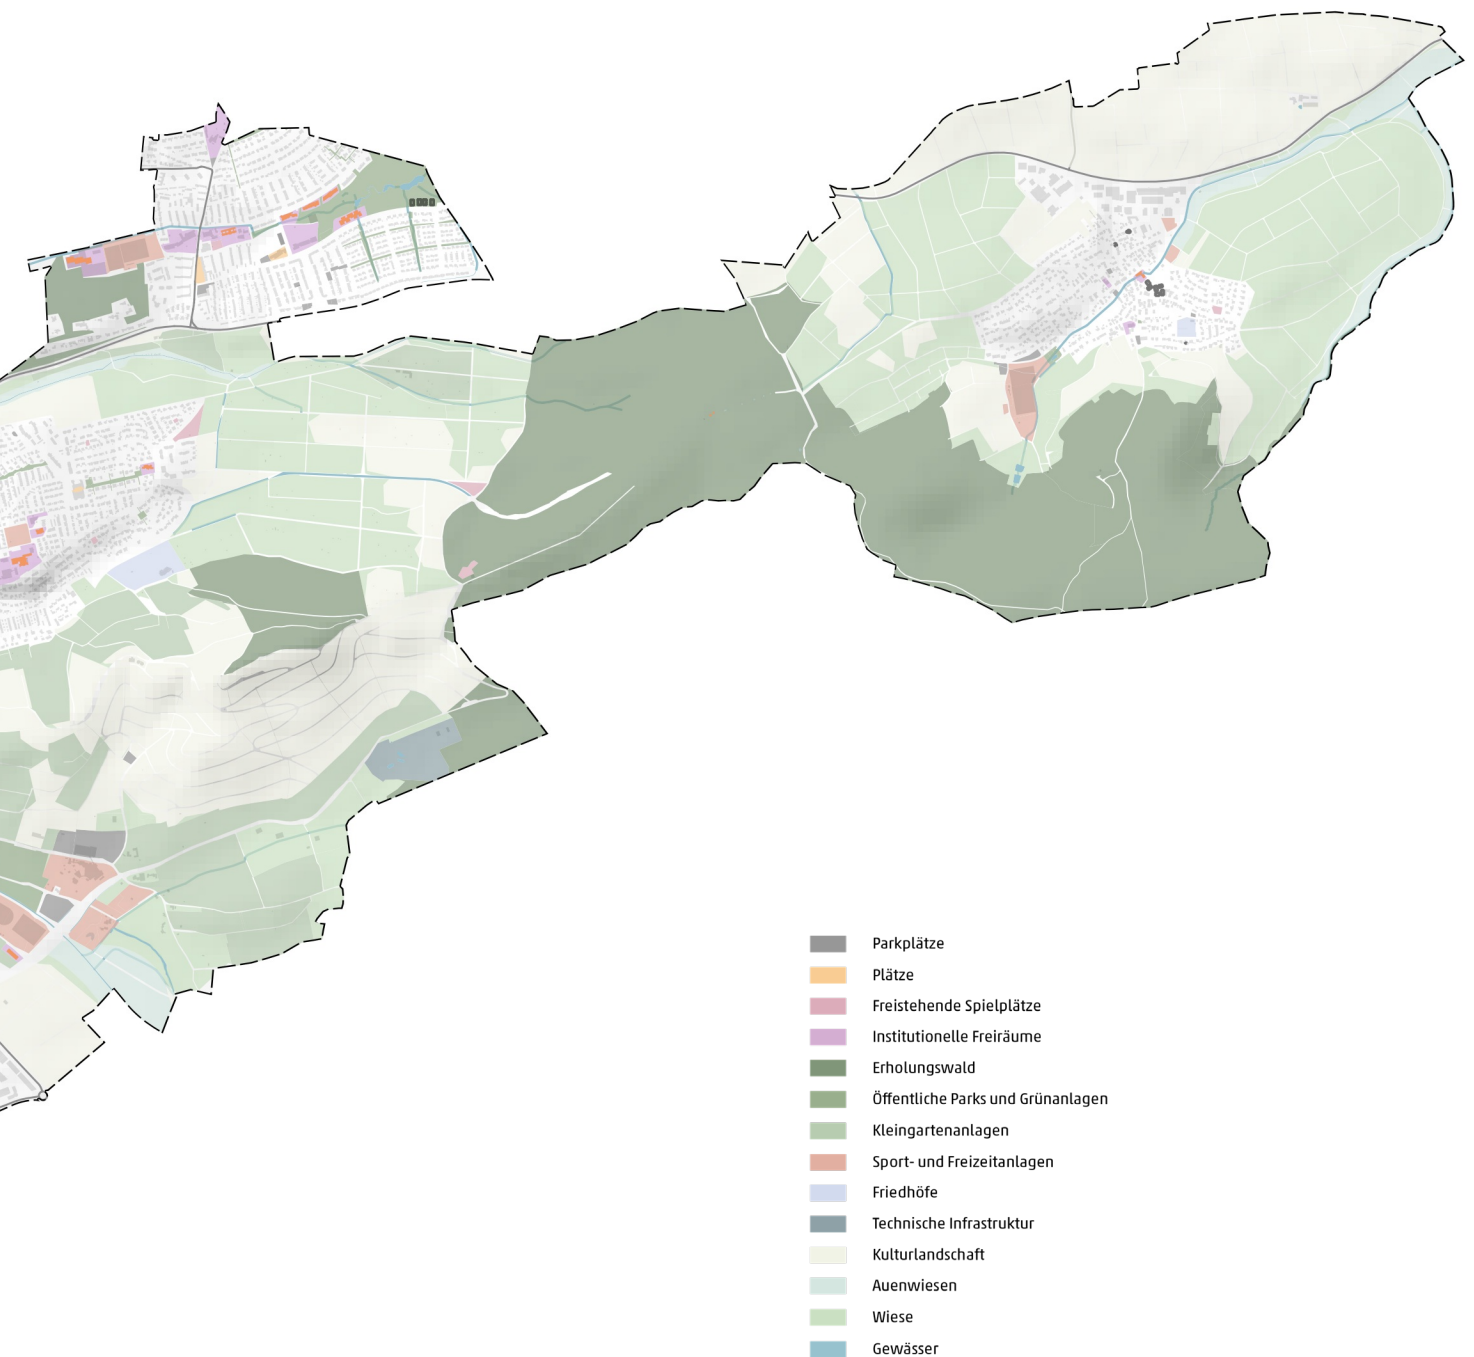 Parkplätze
Plätze
Freistehende Spielplätze
Institutionelle Freiräume
Erholungswald
Öffentliche Parks und Grünanlagen
Kleingartenanlagen
Sport- und Freizeitanlagen
Friedhöfe
Technische Infrastruktur
Kulturlandschaft
Auenwiesen
Wiese
Gewässer